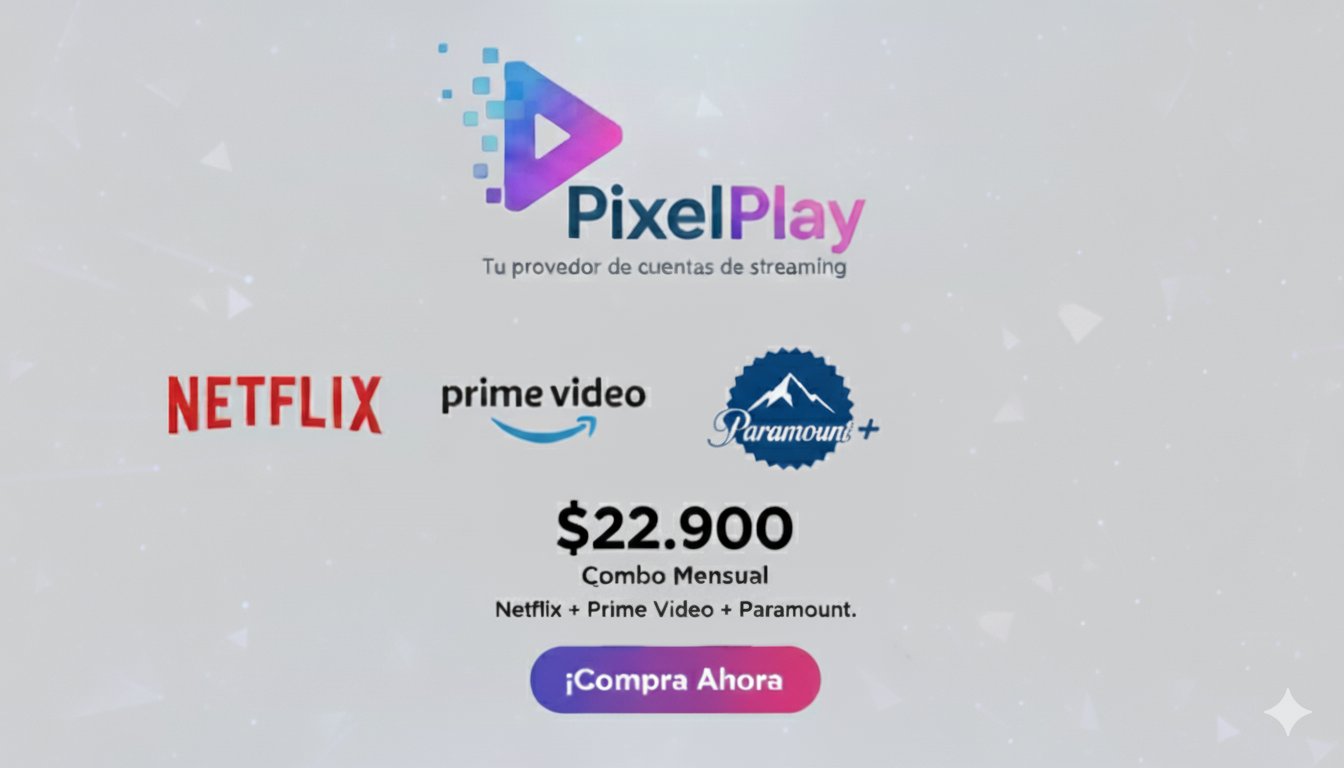 PixelPlay
Tu provedor de cuentas de streaming
NETFLIX
prime video
Paramount+
$22.900
Combo Mensual
Netflix + Prime Video + Paramount.
¡Compra Ahora